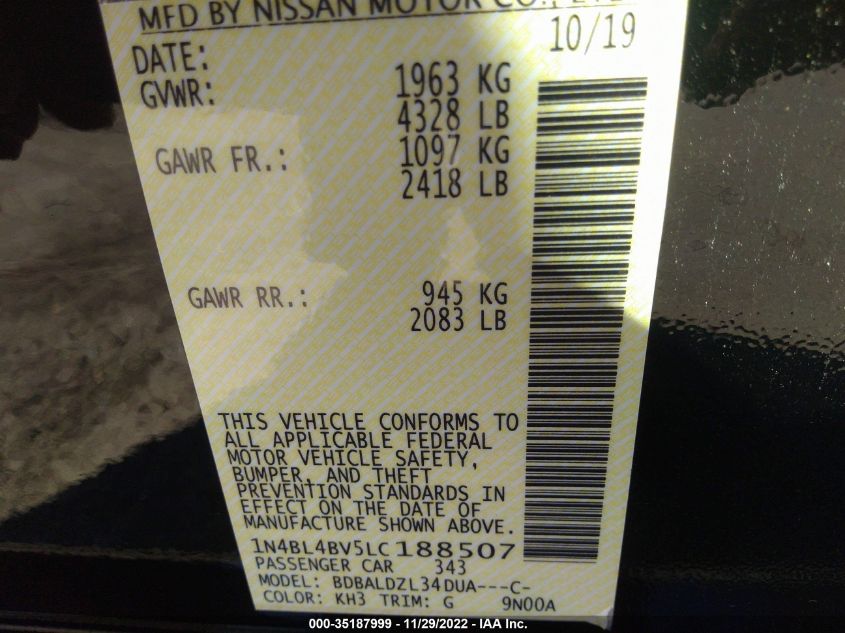 MFD BY NISSAN MOTOR CO.,
DATE: 10/19
GVWR: 1963 KG
4328 LB
GAWR FR.: 1097 KG
2418 LB
GAWR RR.: 945 KG
2083 LB
THIS VEHICLE CONFORMS TO
ALL APPLICABLE FEDERAL
MOTOR VEHICLE SAFETY,
BUMPER, AND THEFT
PREVENTION STANDARDS IN
EFFECT ON THE DATE OF
MANUFACTURE SHOWN ABOVE.
1N4BL4BV5LC188507
PASSENGER CAR 343
MODEL: BDBALDZL34DUA---C-
COLOR: KH3 TRIM: G 9N00A
000-35187999 - 11/29/2022 - IAA Inc.